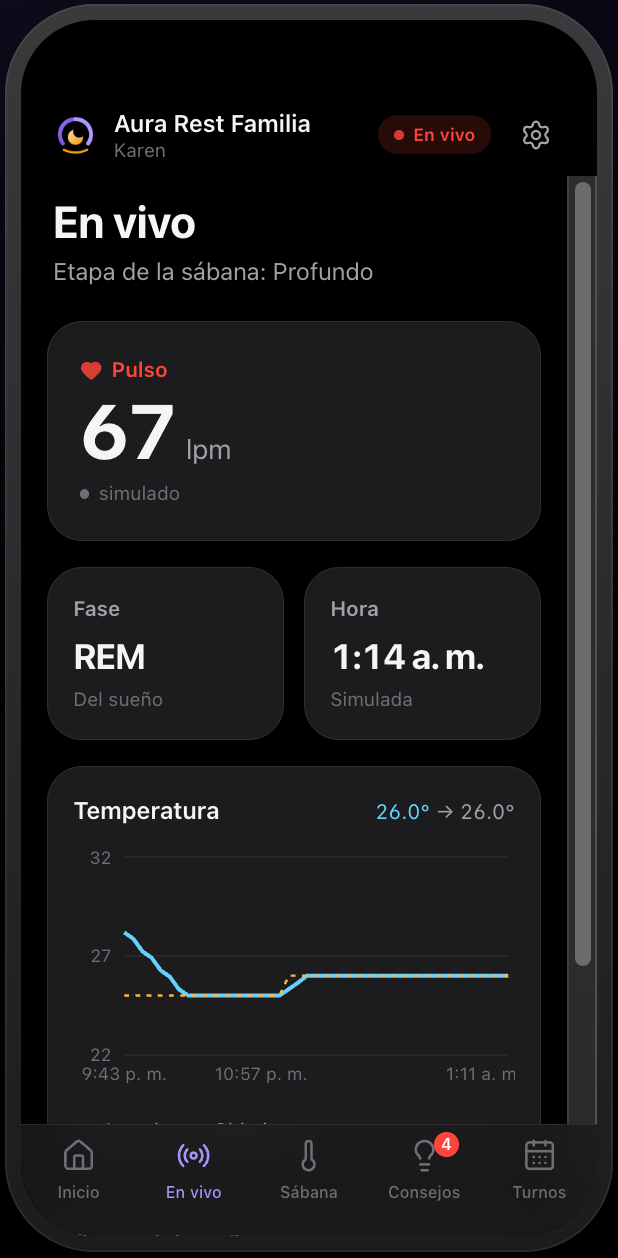 Aura Rest Familia
Karen
En vivo
En vivo
Etapa de la sábana: Profundo
Pulso
67 lpm
simulado
Fase
REM
Del sueño
Hora
1:14 a. m.
Simulada
Temperatura
26.0° → 26.0°
32
27
22
9:43 p. m. 10:57 p. m. 1:11 a. m
4
Inicio En vivo Sábana Consejos Turnos